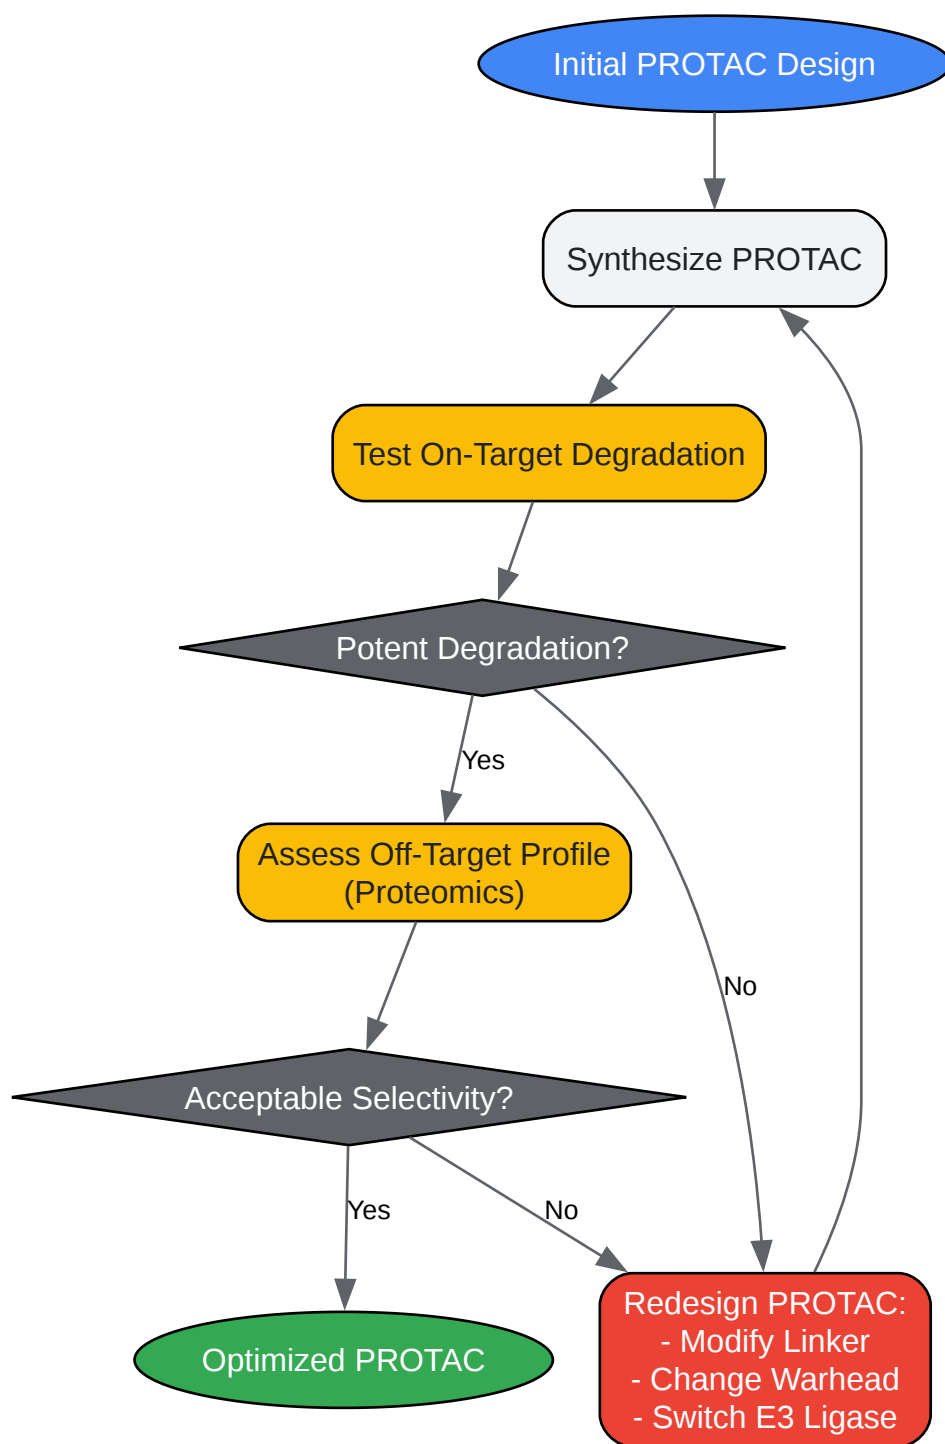 Initial PROTAC Design
Synthesize PROTAC
Test On-Target Degradation
Potent Degradation?
Yes
Assess Off-Target Profile
(Proteomics)
No
Acceptable Selectivity?
Yes
No
Optimized PROTAC
Redesign PROTAC:
- Modify Linker
- Change Warhead
- Switch E3 Ligase